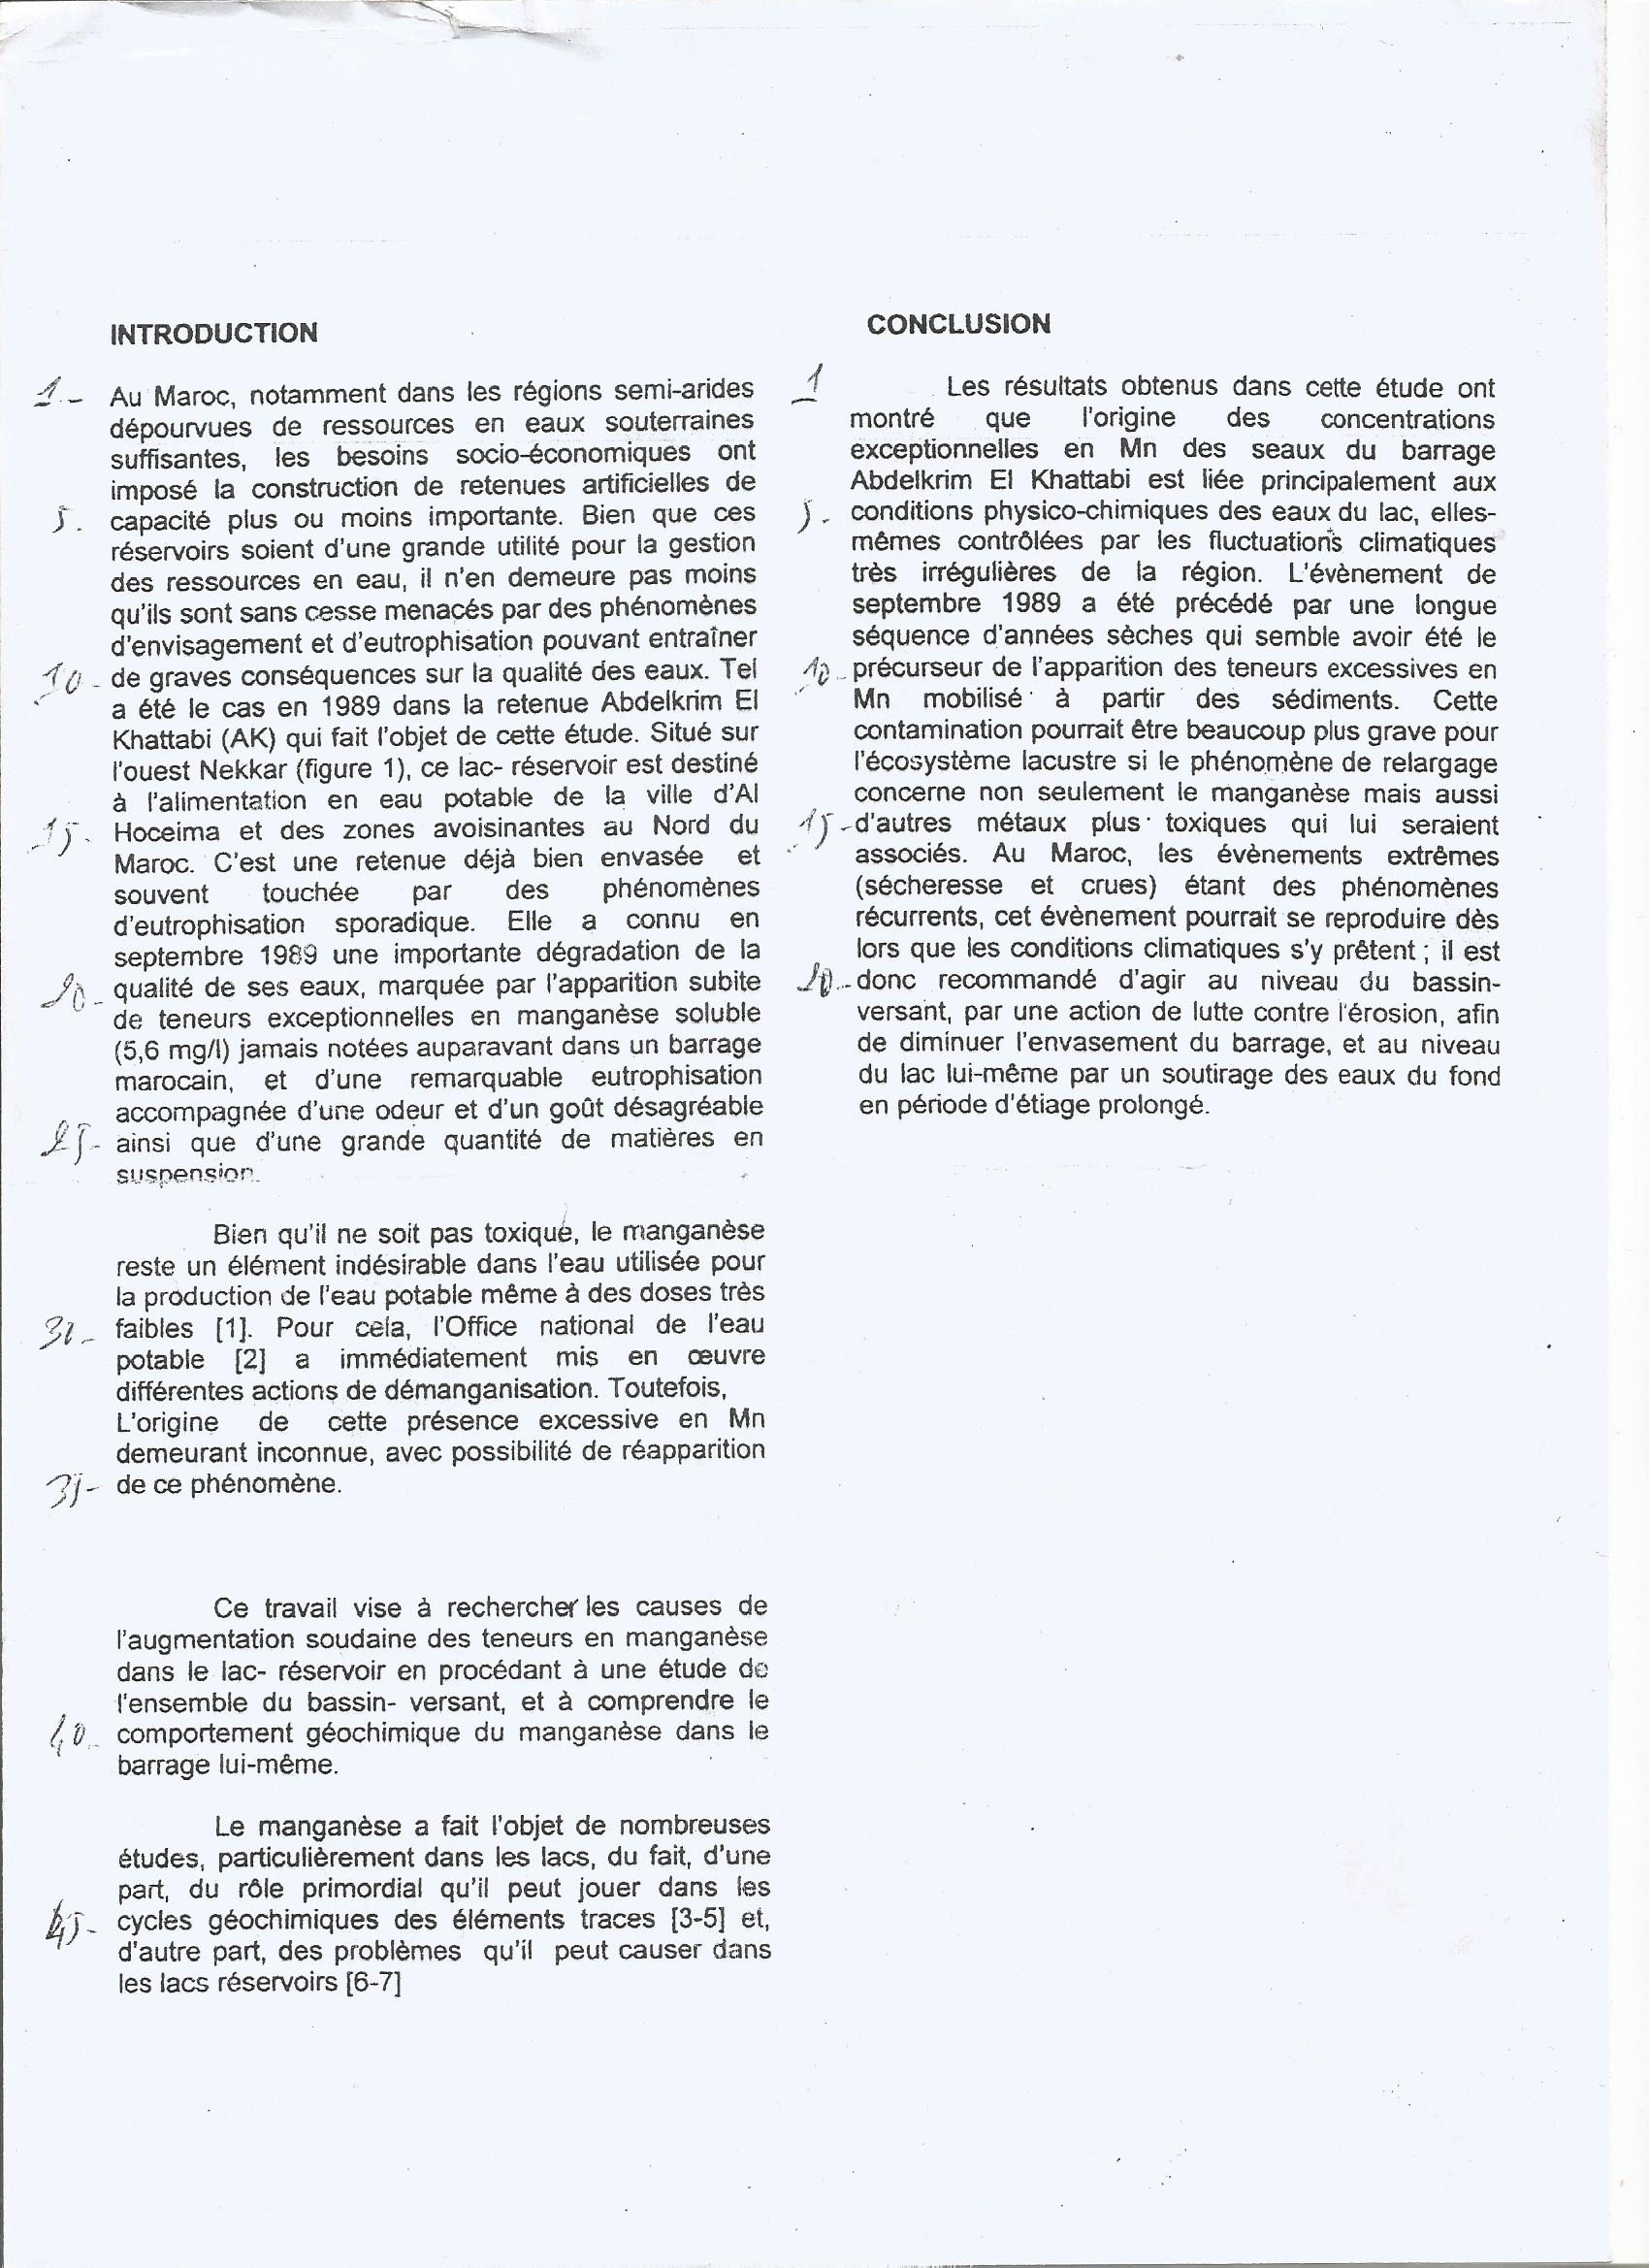 INTRODUCTION
1.- Au Maroc, notamment dans les régions semi-arides
dépourvues de ressources en eaux souterraines
suffisantes, les besoins socio-économiques ont
imposé la construction de retenues artificielles de
5. capacité plus ou moins importante. Bien que ces
réservoirs soient d'une grande utilité pour la gestion
des ressources en eau, il n'en demeure pas moins
qu'ils sont sans cesse menacés par des phénomènes
d'envisagement et d'eutrophisation pouvant entraîner
10 - de graves conséquences sur la qualité des eaux. Tel
a été le cas en 1989 dans la retenue Abdelkrim El
Khattabi (AK) qui fait l'objet de cette étude. Situé sur
l'ouest Nekkar (figure 1), ce lac- réservoir est destiné
à l'alimentation en eau potable de la ville d'Al
15- Hoceima et des zones avoisinantes au Nord du
Maroc. C'est une retenue déjà bien envasée et
souvent touchée par des phénomènes
d'eutrophisation sporadique. Elle a connu en
septembre 1989 une importante dégradation de la
20- qualité de ses eaux, marquée par l'apparition subite
de teneurs exceptionnelles en manganèse soluble
(5,6 mg/l) jamais notées auparavant dans un barrage
marocain, et d'une remarquable eutrophisation
accompagnée d'une odeur et d'un goût désagréable
25- ainsi que d'une grande quantité de matières en
suspension.
Bien qu'il ne soit pas toxique, le manganèse
reste un élément indésirable dans l'eau utilisée pour
la production de l'eau potable même à des doses très
30- faibles [1]. Pour cela, l'Office national de l'eau
potable [2] a immédiatement mis en œuvre
différentes actions de démanganisation. Toutefois,
L'origine de cette présence excessive en Mn
demeurant inconnue, avec possibilité de réapparition
35- de ce phénomène.
Ce travail vise à rechercher les causes de
l'augmentation soudaine des teneurs en manganèse
dans le lac- réservoir en procédant à une étude de
l'ensemble du bassin- versant, et à comprendre le
40- comportement géochimique du manganèse dans le
barrage lui-même.
Le manganèse a fait l'objet de nombreuses
études, particulièrement dans les lacs, du fait, d'une
part, du rôle primordial qu'il peut jouer dans les
45- cycles géochimiques des éléments traces [3-5] et,
d'autre part, des problèmes qu'il peut causer dans
les lacs réservoirs [6-7]
CONCLUSION
1 Les résultats obtenus dans cette étude ont
montré que l'origine des concentrations
exceptionnelles en Mn des seaux du barrage
Abdelkrim El Khattabi est liée principalement aux
5. conditions physico-chimiques des eaux du lac, elles-
mêmes contrôlées par les fluctuations climatiques
très irrégulières de la région. L'évènement de
septembre 1989 a été précédé par une longue
séquence d'années sèches qui semble avoir été le
10- précurseur de l'apparition des teneurs excessives en
Mn mobilisé à partir des sédiments. Cette
contamination pourrait être beaucoup plus grave pour
l'écosystème lacustre si le phénomène de relargage
concerne non seulement le manganèse mais aussi
15- d'autres métaux plus toxiques qui lui seraient
associés. Au Maroc, les évènements extrêmes
(sécheresse et crues) étant des phénomènes
récurrents, cet évènement pourrait se reproduire dès
lors que les conditions climatiques s'y prêtent ; il est
20- donc recommandé d'agir au niveau du bassin-
versant, par une action de lutte contre l'érosion, afin
de diminuer l'envasement du barrage, et au niveau
du lac lui-même par un soutirage des eaux du fond
en période d'étiage prolongé.